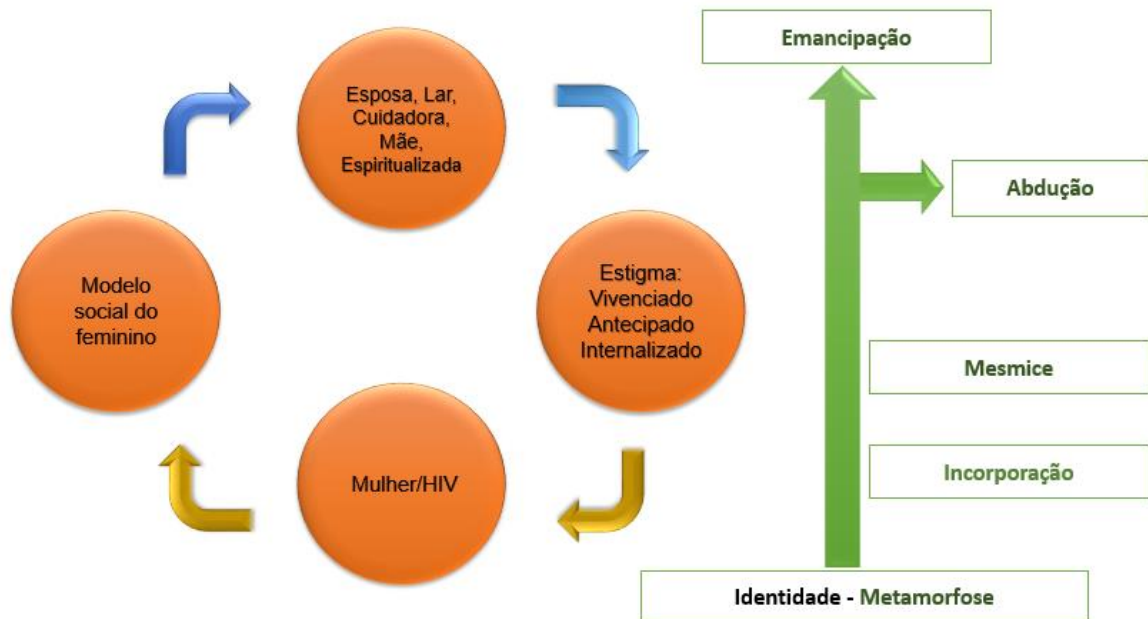 Esposa, Lar,
Cuidadora,
Mãe,
Espiritualizada
Modelo
social do
feminino
Estigma:
Vivenciado
Antecipado
Internalizado
Mulher/HIV
Emancipação
Abdução
Mesmice
Incorporação
Identidade - Metamorfose